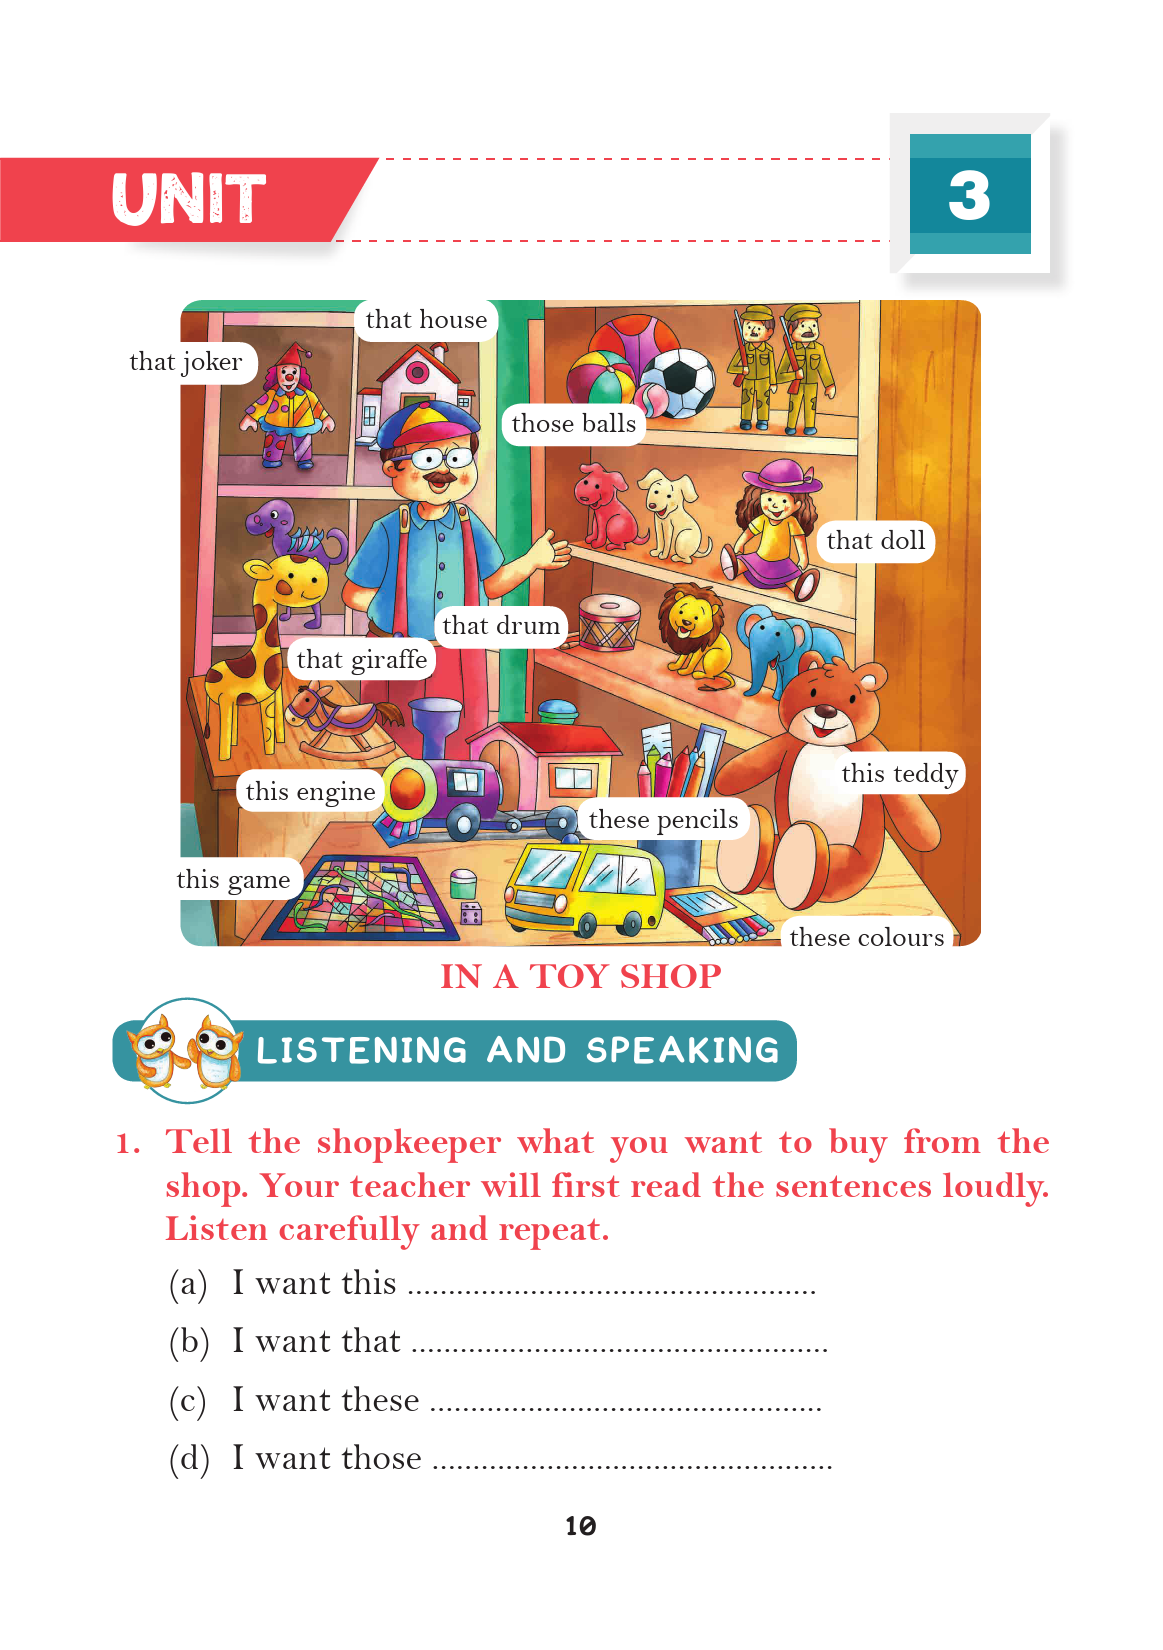 UNIT
3
that house
that joker
those balls
that doll
that drum
that giraffe
this teddy
this engine
these pencils
this game
these colours
IN A TOY SHOP
LISTENING AND SPEAKING
1. Tell the shopkeeper what you want to buy from the
shop. Your teacher will first read the sentences loudly.
Listen carefully and repeat.
(a) I want this ..................................................
(b) I want that ...................................................
(c) I want these ................................................
(d) I want those .................................................
10